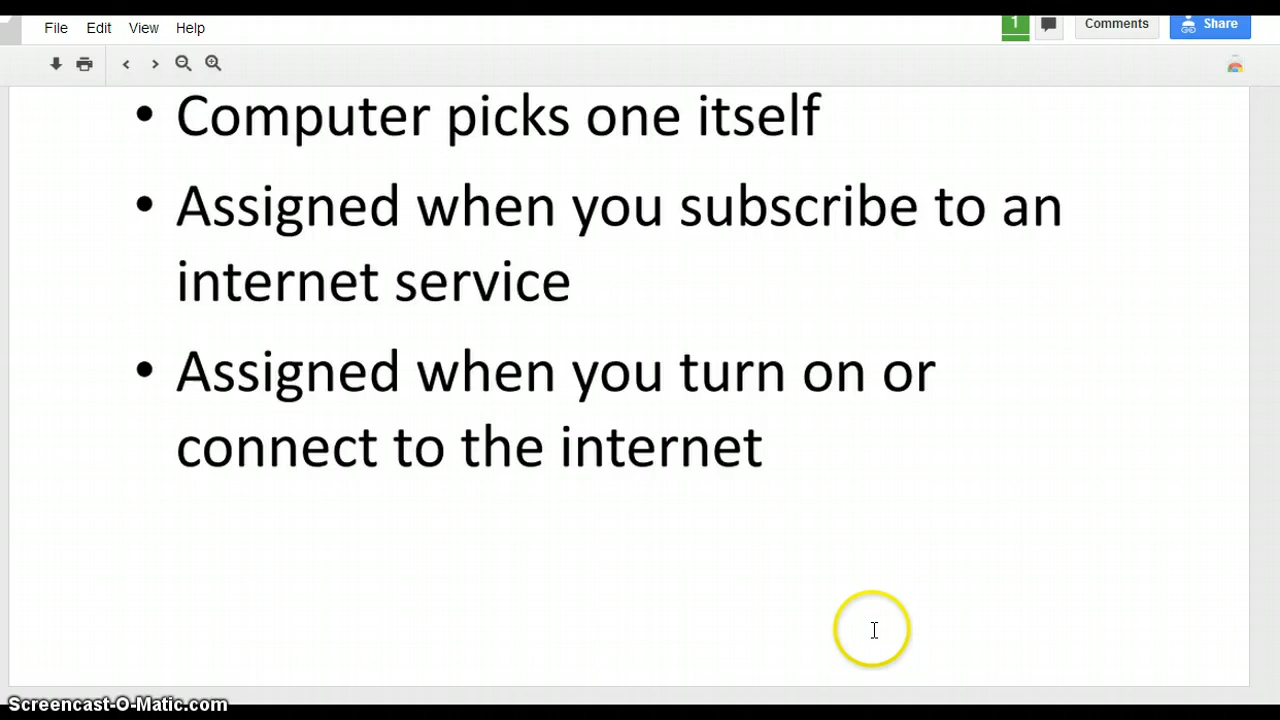 File Edit View Help
1 Comments Share
• Computer picks one itself
• Assigned when you subscribe to an
internet service
• Assigned when you turn on or
connect to the internet
Screencast-O-Matic.com